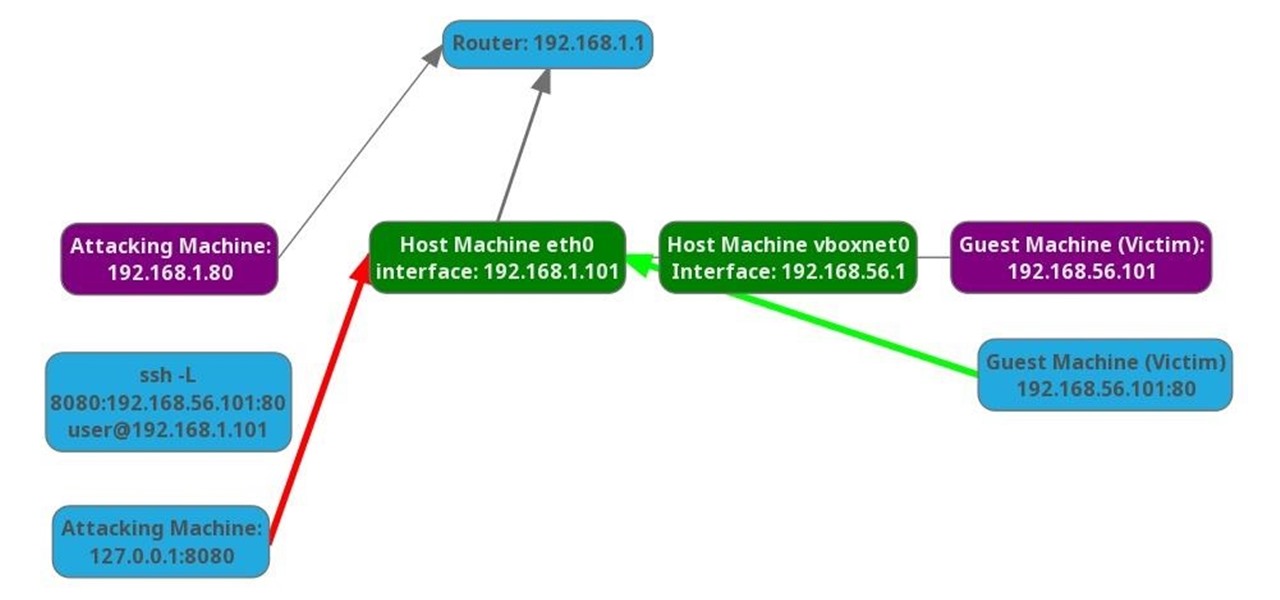 Router: 192.168.1.1
Attacking Machine:
192.168.1.80
Host Machine eth0
interface: 192.168.1.101
Host Machine vboxnet0
Interface: 192.168.56.1
Guest Machine (Victim):
192.168.56.101
ssh -L
8080:192.168.56.101:80
user@192.168.1.101
Guest Machine (Victim)
192.168.56.101:80
Attacking Machine:
127.0.0.1:8080